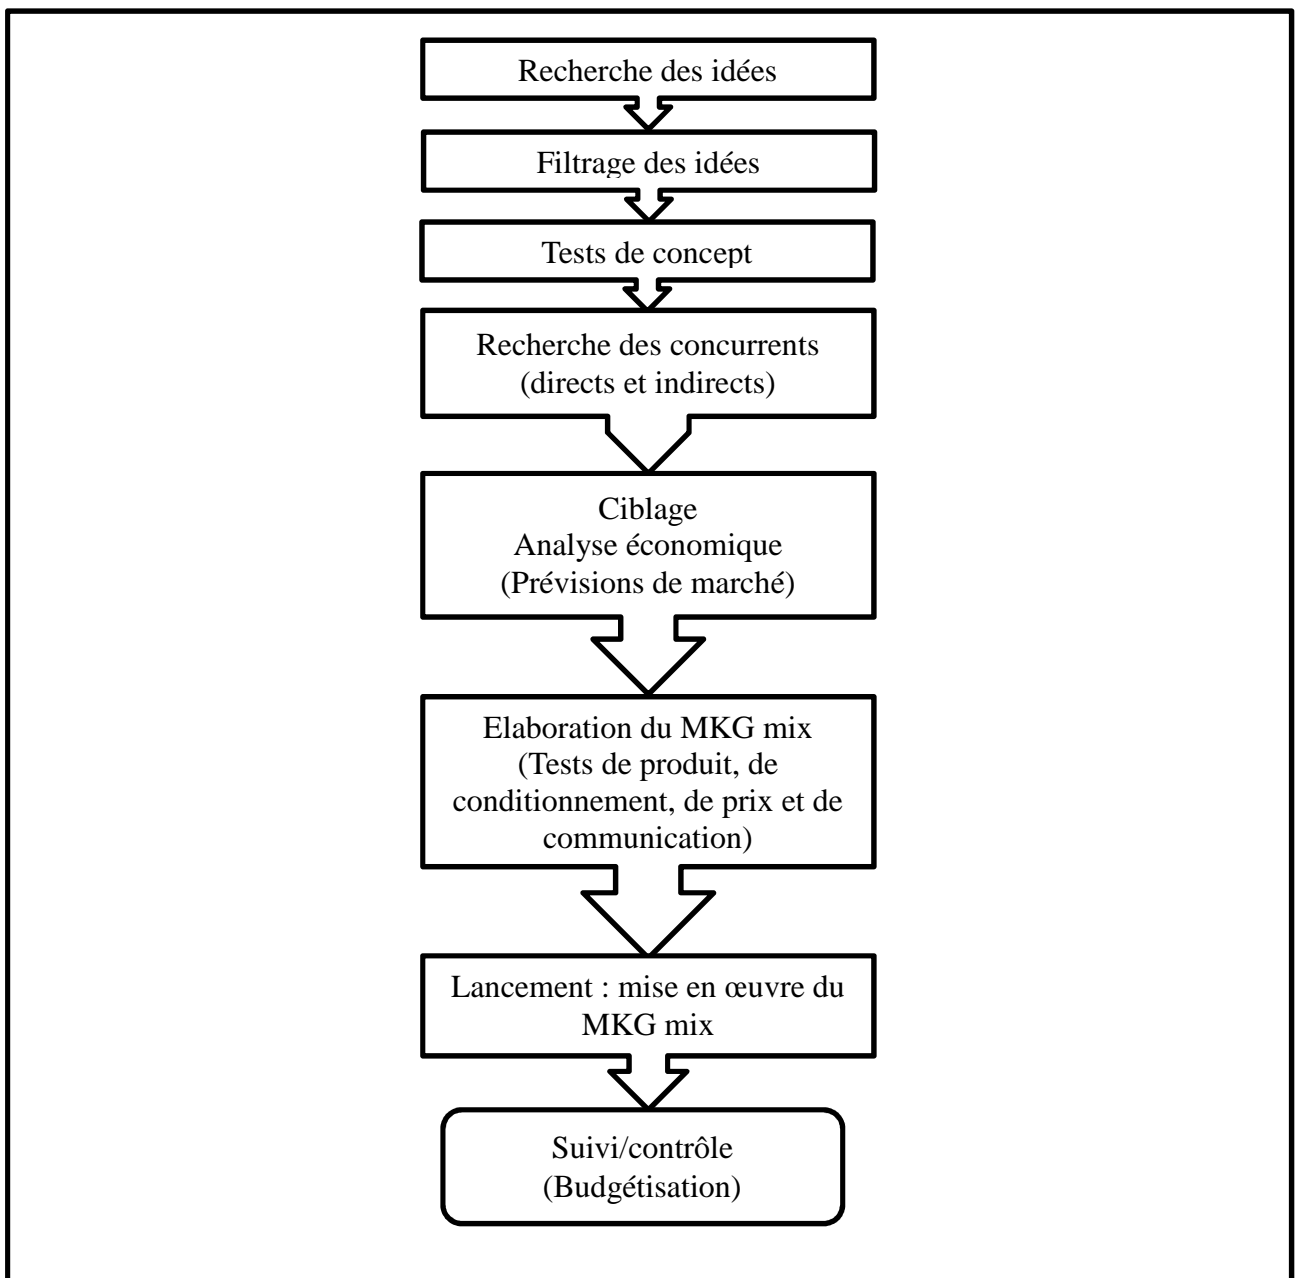 Recherche des idées
Filtrage des idées
Tests de concept
Recherche des concurrents
(directs et indirects)
Ciblage
Analyse économique
(Prévisions de marché)
Elaboration du MKG mix
(Tests de produit, de
conditionnement, de prix et de
communication)
Lancement : mise en œuvre du
MKG mix
Suivi/contrôle
(Budgétisation)